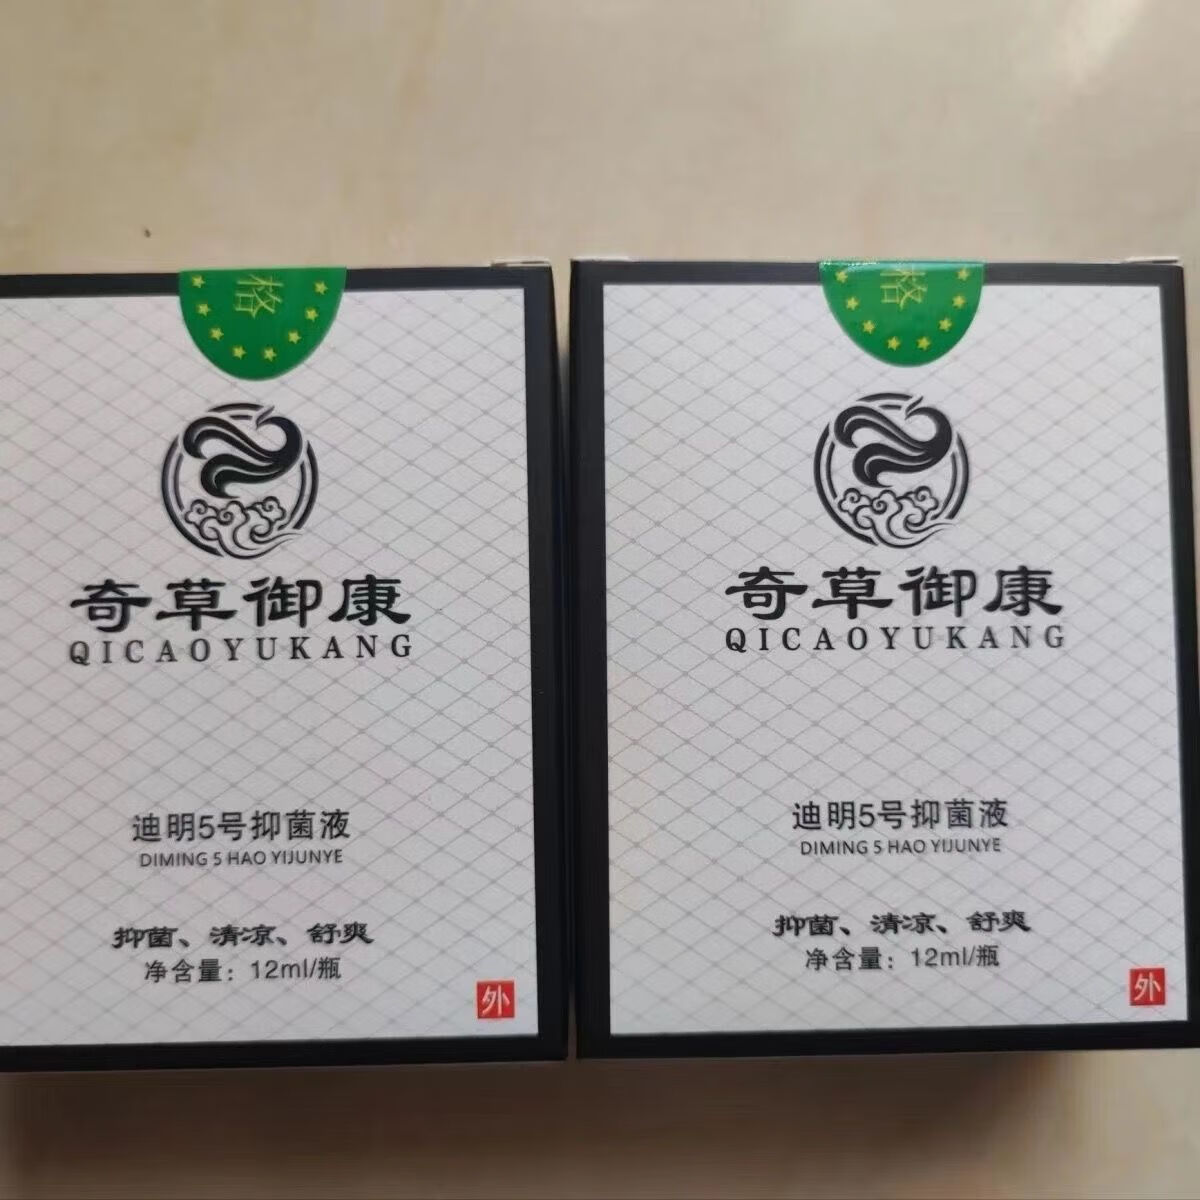 格
奇草御康
QICAOYUKANG
迪明5号抑菌液
DIMING 5 HAO YIJUNYE
抑菌、清凉、舒爽
净含量：12ml/瓶
外
格
奇草御康
QICAOYUKANG
迪明5号抑菌液
DIMING 5 HAO YIJUNYE
抑菌、清凉、舒爽
净含量：12ml/瓶
外